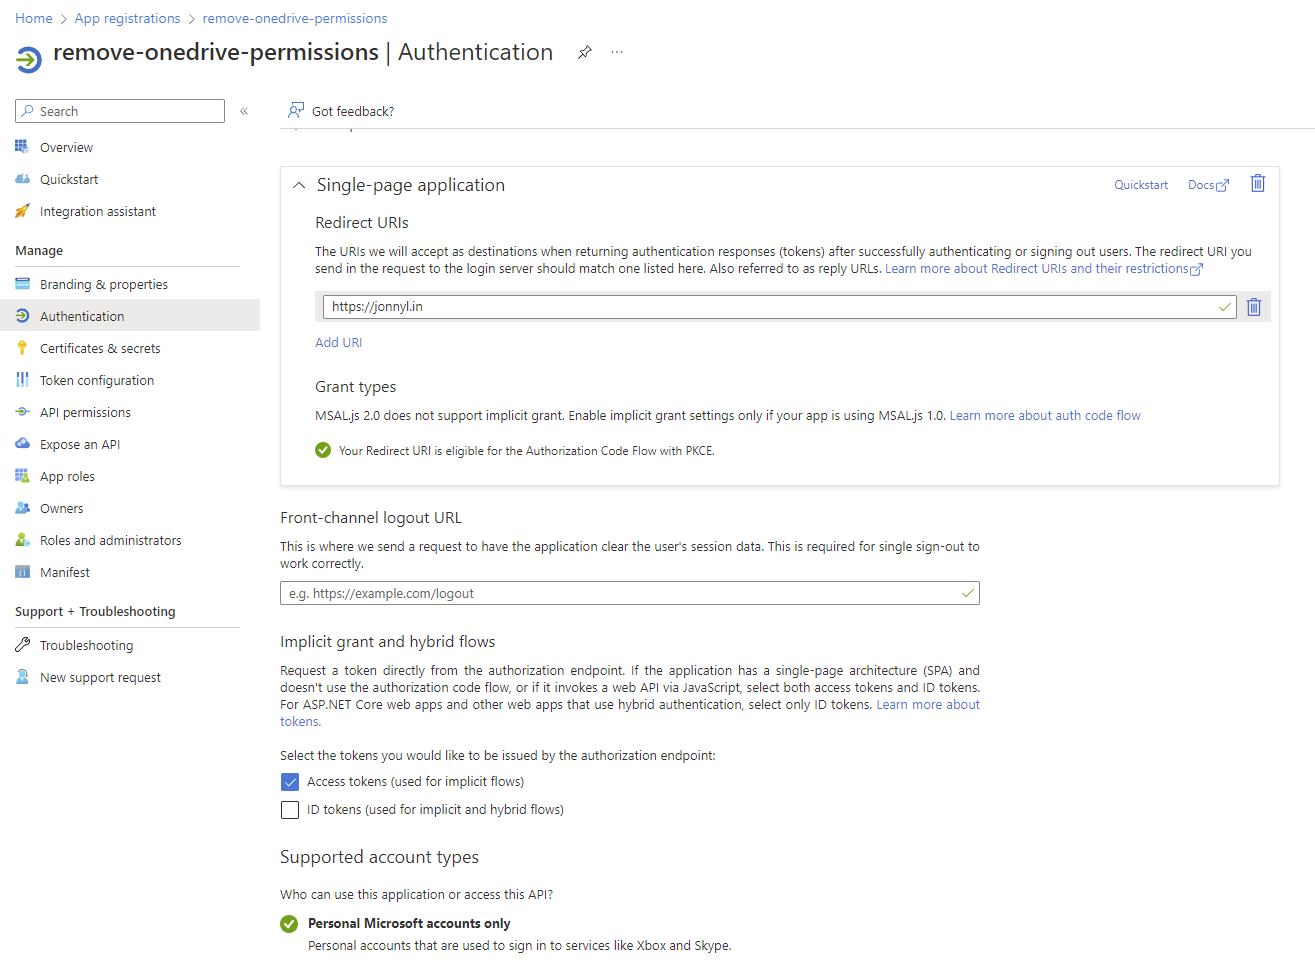 Home > App registrations > remove-onedrive-permissions
remove-onedrive-permissions | Authentication
Search
Got feedback?
Overview
Quickstart
Integration assistant
Manage
Branding & properties
Authentication
Certificates & secrets
Token configuration
API permissions
Expose an API
App roles
Owners
Roles and administrators
Manifest
Support + Troubleshooting
Troubleshooting
New support request
Single-page application
Quickstart
Docs
Redirect URIs
The URIs we will accept as destinations when returning authentication responses (tokens) after successfully authenticating or signing out users. The redirect URI you
send in the request to the login server should match one listed here. Also referred to as reply URLs. Learn more about Redirect URIs and their restrictions
https://jonnyl.in
Add URI
Grant types
MSAL.js 2.0 does not support implicit grant. Enable implicit grant settings only if your app is using MSAL.js 1.0. Learn more about auth code flow
Your Redirect URI is eligible for the Authorization Code Flow with PKCE.
Front-channel logout URL
This is where we send a request to have the application clear the user's session data. This is required for single sign-out to
work correctly.
e.g. https://example.com/logout
Implicit grant and hybrid flows
Request a token directly from the authorization endpoint. If the application has a single-page architecture (SPA) and
doesn't use the authorization code flow, or if it invokes a web API via JavaScript, select both access tokens and ID tokens.
For ASP.NET Core web apps and other web apps that use hybrid authentication, select only ID tokens. Learn more about
tokens.
Select the tokens you would like to be issued by the authorization endpoint:
Access tokens (used for implicit flows)
ID tokens (used for implicit and hybrid flows)
Supported account types
Who can use this application or access this API?
Personal Microsoft accounts only
Personal accounts that are used to sign in to services like Xbox and Skype.